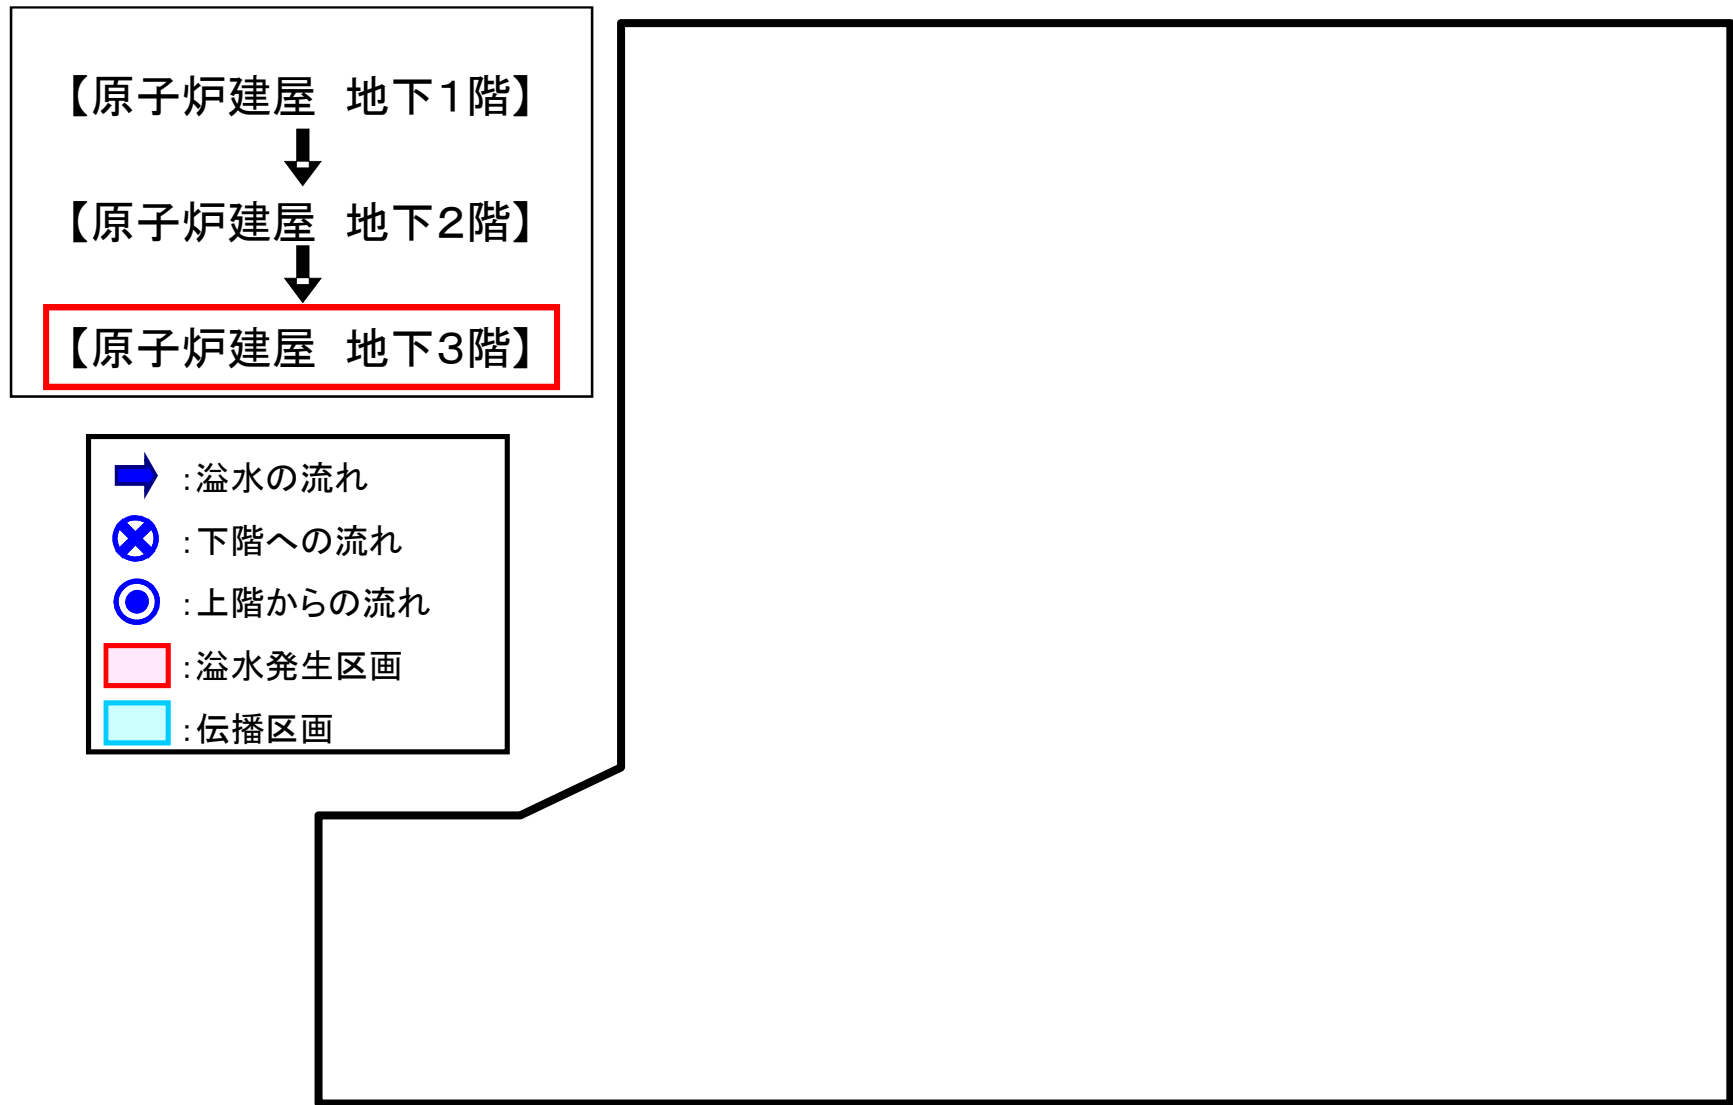 【原子炉建屋　地下１階】
【原子炉建屋　地下２階】
【原子炉建屋　地下３階】
：溢水の流れ
：下階への流れ
：上階からの流れ
：溢水発生区画
：伝播区画